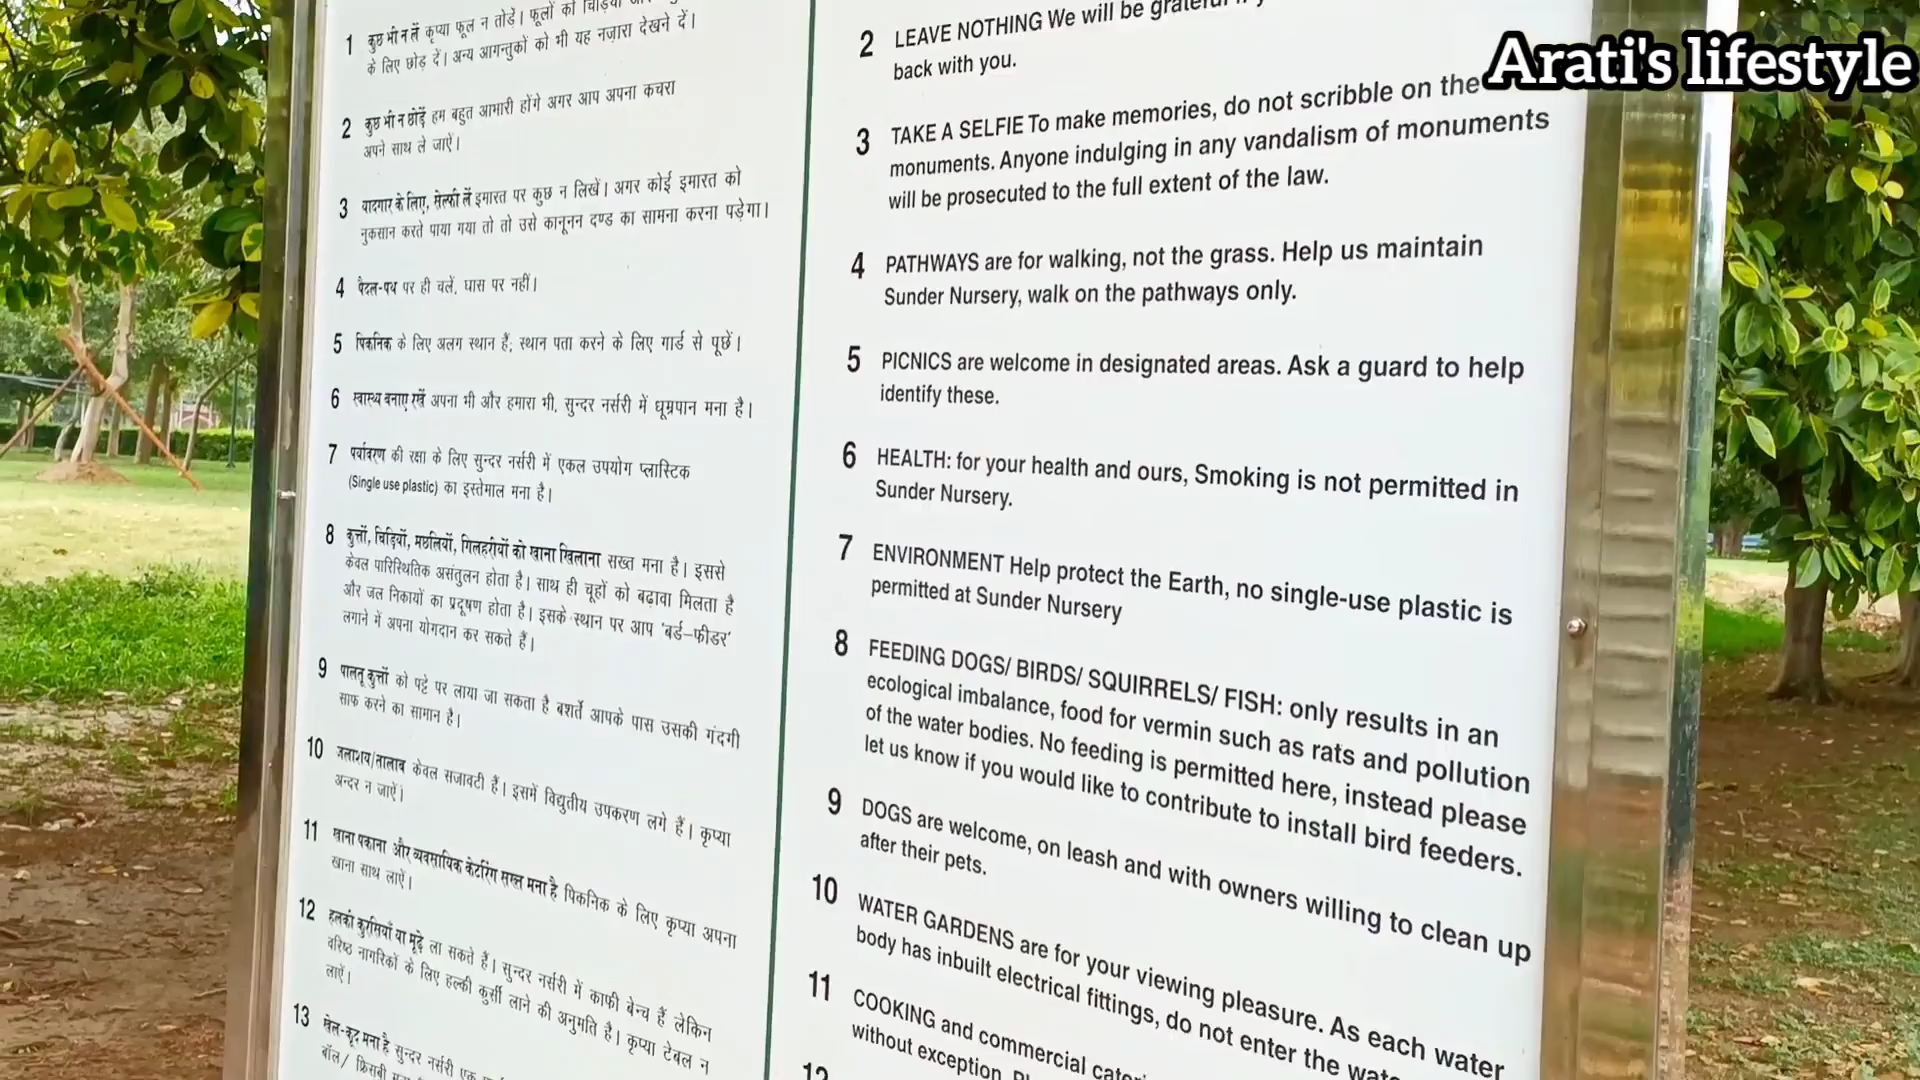 1 कुछ भी न लें कृप्या फूल न तोड़ें। फूलों को चिड़ियों
के लिए छोड़ दें। अन्य आगन्तुकों को भी यह नज़ारा देखने दें।
2 कुछ भी न छोड़ें हम बहुत आभारी होंगे अगर आप अपना कचरा
अपने साथ ले जाऐं।
3 यादगार के लिए, सेल्फी लें इमारत पर कुछ न लिखें। अगर कोई इमारत को
नुकसान करते पाया गया तो तो उसे कानूनन दण्ड का सामना करना पड़ेगा।
4 पैदल-पथ पर ही चलें, घास पर नहीं।
5 पिकनिक के लिए अलग स्थान हैं; स्थान पता करने के लिए गार्ड से पूछें।
6 स्वास्थ बनाए रखें अपना भी और हमारा भी, सुन्दर नर्सरी में धूम्रपान मना है।
7 पर्यावरण की रक्षा के लिए सुन्दर नर्सरी में एकल उपयोग प्लास्टिक
(Single use plastic) का इस्तेमाल मना है।
8 कुत्तों, चिड़ियों, मछलियों, गिलहरीयों को खाना खिलाना सख्त मना है। इससे
केवल पारिस्थितिक असंतुलन होता है। साथ ही चूहों को बढ़ावा मिलता है
और जल निकायों का प्रदूषण होता है। इसके स्थान पर आप 'बर्ड-फीडर'
लगाने में अपना योगदान कर सकते हैं।
9 पालतू कुत्तों को पट्टे पर लाया जा सकता है बशर्ते आपके पास उसकी गंदगी
साफ करने का सामान है।
10 जलाशय/तालाब केवल सजावटी हैं। इसमें विद्युतीय उपकरण लगे हैं। कृप्या
अन्दर न जाऐं।
11 खाना पकाना और व्यवसायिक केटरिंग सख्त मना है पिकनिक के लिए कृप्या अपना
खाना साथ लाऐं।
12 हलकी कुरसियाँ या मूढ़े ला सकते हैं। सुन्दर नर्सरी में काफी बेन्च हैं लेकिन
वरिष्ठ नागरिकों के लिए हल्की कुर्सी लाने की अनुमति है। कृप्या टेबल न
लाऐं।
13 खेल-कूद मना है सुन्दर नर्सरी एक
बॉल/ फ्रिसबी
2 LEAVE NOTHING We will be grateful
back with you.
3 TAKE A SELFIE To make memories, do not scribble on the
monuments. Anyone indulging in any vandalism of monuments
will be prosecuted to the full extent of the law.
4 PATHWAYS are for walking, not the grass. Help us maintain
Sunder Nursery, walk on the pathways only.
5 PICNICS are welcome in designated areas. Ask a guard to help
identify these.
6 HEALTH: for your health and ours, Smoking is not permitted in
Sunder Nursery.
7 ENVIRONMENT Help protect the Earth, no single-use plastic is
permitted at Sunder Nursery
8 FEEDING DOGS/ BIRDS/ SQUIRRELS/ FISH: only results in an
ecological imbalance, food for vermin such as rats and pollution
of the water bodies. No feeding is permitted here, instead please
let us know if you would like to contribute to install bird feeders.
9 DOGS are welcome, on leash and with owners willing to clean up
after their pets.
10 WATER GARDENS are for your viewing pleasure. As each water
body has inbuilt electrical fittings, do not enter the
11 COOKING and commercial
without exception.
12
Arati's lifestyle